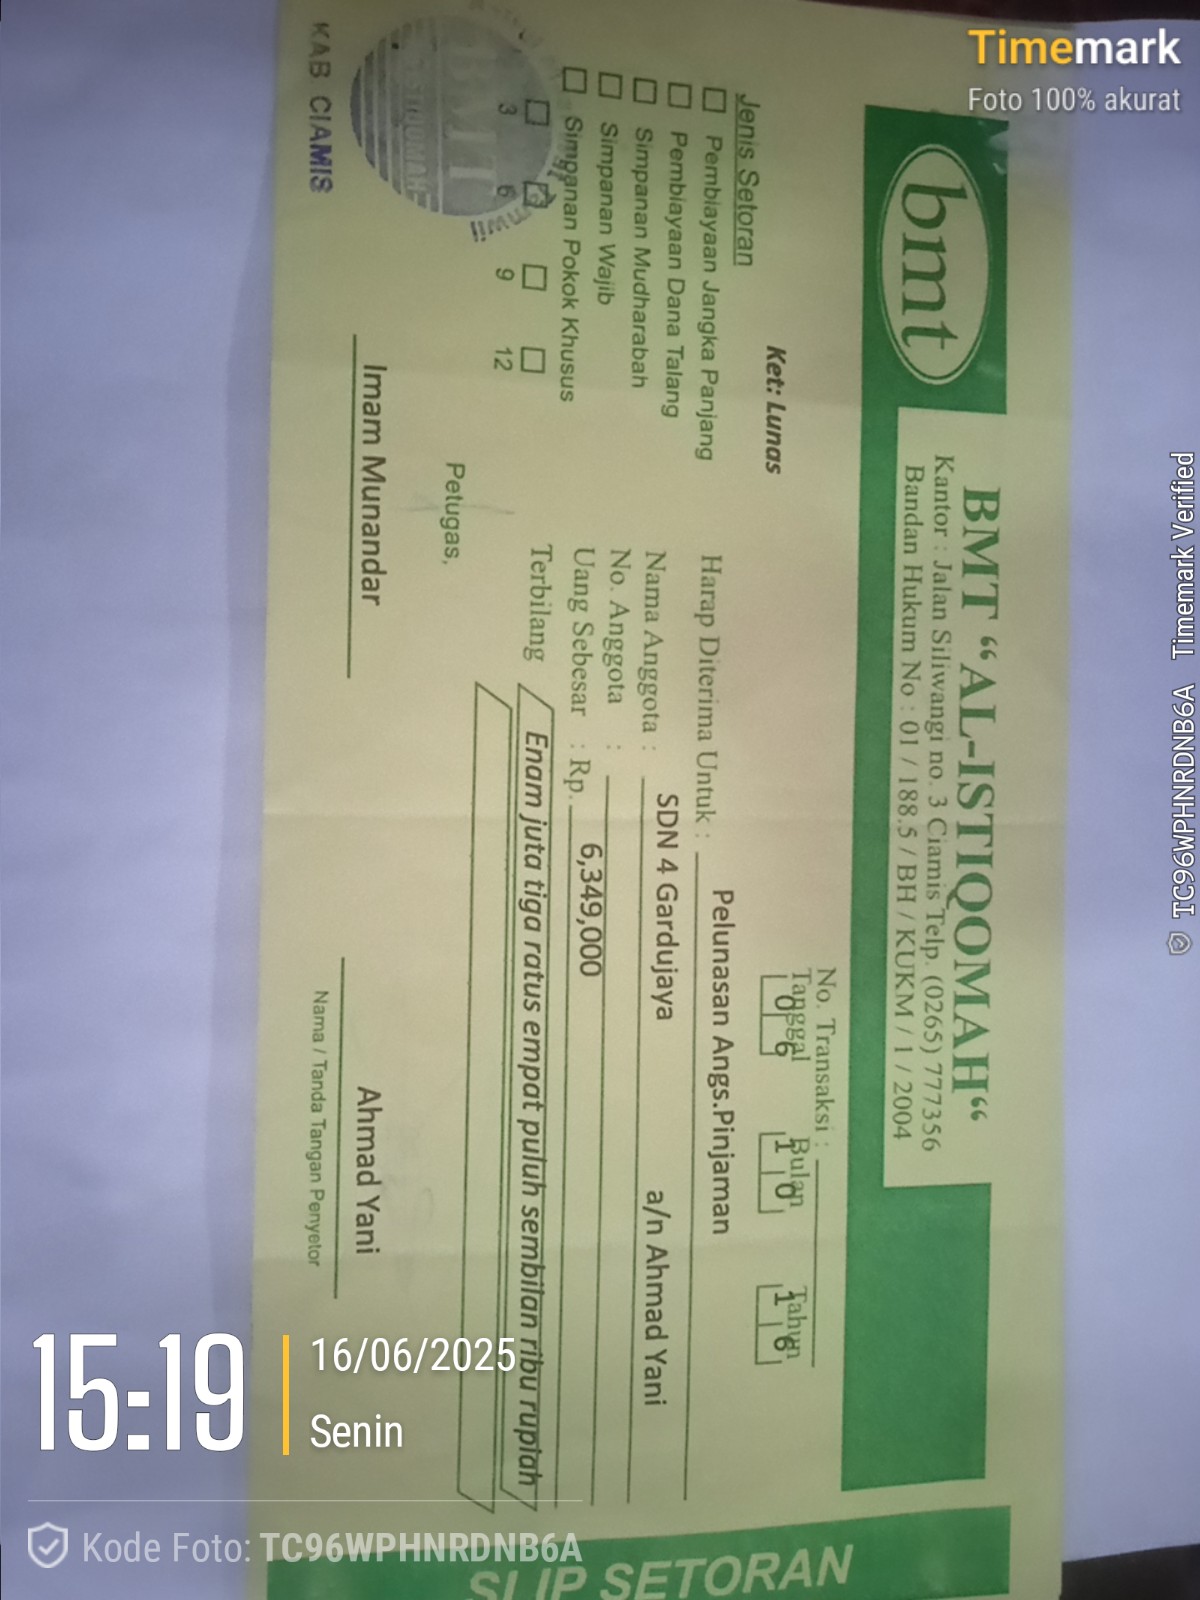 Timemark
Foto 100% akurat
bmt
BMT “AL-ISTIQOMAH“
Kantor : Jalan Siliwangi no. 3 Ciamis Telp. (0265) 777356
Bandan Hukum No : 01 / 188.5 / BH / KUKM / 1 / 2004
SLIP SETORAN
No. Transaksi :
Tanggal Bulan Tahun
0 6 1 0 1 6
Ket: Lunas
Jenis Setoran
Pembiayaan Jangka Panjang
Pembiayaan Dana Talang
Simpanan Mudharabah
Simpanan Wajib
Simpanan Pokok Khusus
3 6 9 12
Harap Diterima Untuk : Pelunasan Angs.Pinjaman
Nama Anggota : SDN 4 Gardujaya a/n Ahmad Yani
No. Anggota :
Uang Sebesar : Rp. 6,349,000
Terbilang Enam juta tiga ratus empat puluh sembilan ribu rupiah
Petugas,
Imam Munandar
Ahmad Yani
Nama / Tanda Tangan Penyetor
BMT
KAB CIAMIS
15:19
16/06/2025
Senin
Kode Foto: TC96WPHNRDNB6A
TC96WPHNRDNB6A Timemark Verified